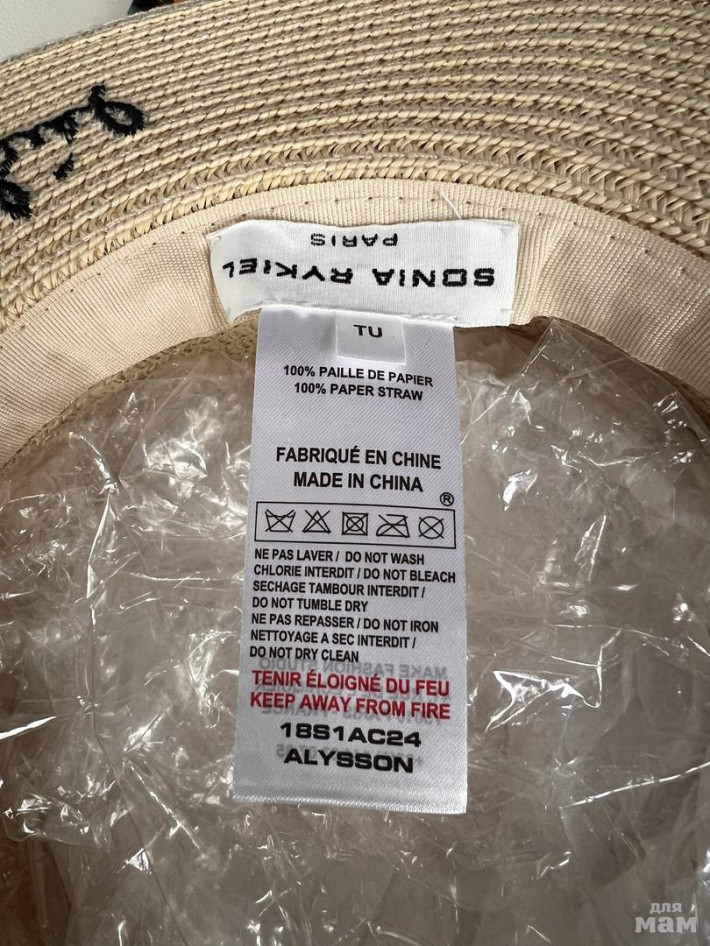 SONIA RYKIEL
PARIS
TU
100% PAILLE DE PAPIER
100% PAPER STRAW
FABRIQUÉ EN CHINE
MADE IN CHINA
®
NE PAS LAVER / DO NOT WASH
CHLORIE INTERDIT / DO NOT BLEACH
SECHAGE TAMBOUR INTERDIT /
DO NOT TUMBLE DRY
NE PAS REPASSER / DO NOT IRON
NETTOYAGE A SEC INTERDIT /
DO NOT DRY CLEAN
MAKE FASHION STUDIO
TENIR ÉLOIGNÉ DU FEU
KEEP AWAY FROM FIRE
18S1AC24
ALYSSON
для
мам